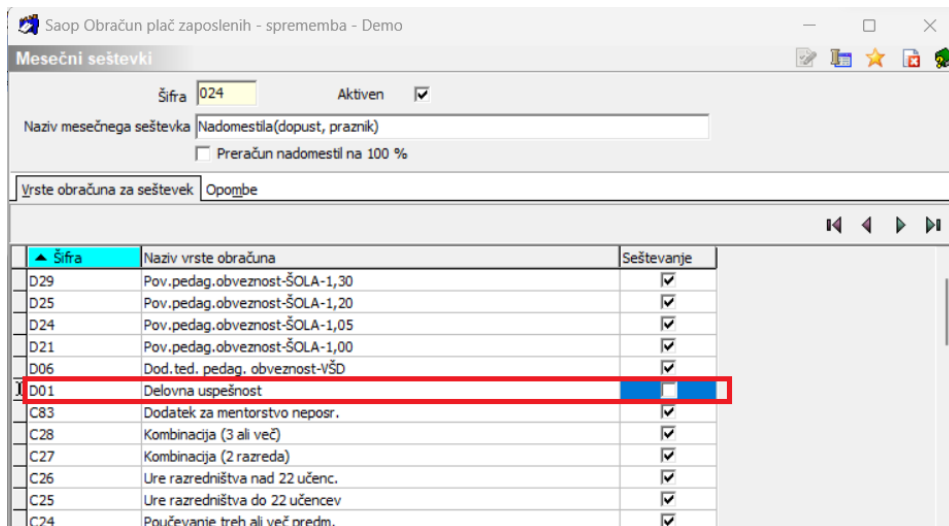 Saop Obračun plač zaposlenih - sprememba - Demo
Mesečni seštevki
Šifra 024 Aktiven
Naziv mesečnega seštevka Nadomestila(dopust, praznik)
Preračun nadomestil na 100 %
Vrste obračuna za seštevek Opombe
Šifra Naziv vrste obračuna Seštevanje
D29 Pov.pedag.obveznost-ŠOLA-1,30
D25 Pov.pedag.obveznost-ŠOLA-1,20
D24 Pov.pedag.obveznost-ŠOLA-1,05
D21 Pov.pedag.obveznost-ŠOLA-1,00
D06 Dod.ted. pedag. obveznost-VŠD
D01 Delovna uspešnost
C83 Dodatek za mentorstvo neposr.
C28 Kombinacija (3 ali več)
C27 Kombinacija (2 razreda)
C26 Ure razredništva nad 22 učenc.
C25 Ure razredništva do 22 učencev
C24 Poučevanje treh ali več predm.